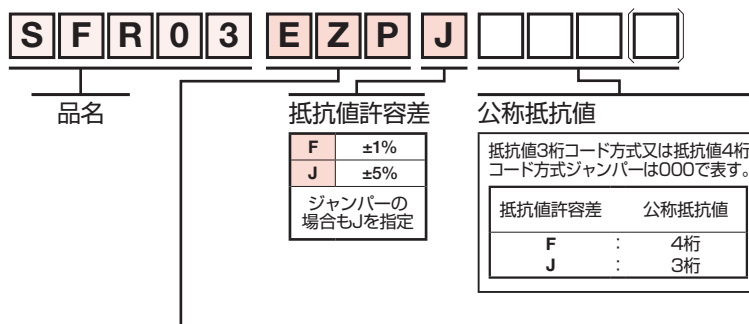 SFR03 EZP J
品名
抵抗値許容差
F ±1%
J ±5%
ジャンパーの
場合もJを指定
公称抵抗値
抵抗値3桁コード方式又は抵抗値4桁
コード方式ジャンパーは000で表す。
抵抗値許容差 公称抵抗値
F : 4桁
J : 3桁